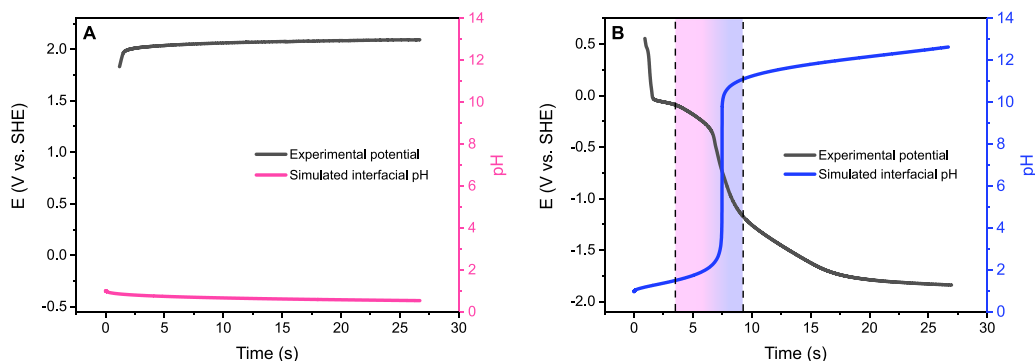 A
E (V vs. SHE)
2.0
1.5
1.0
0.5
0.0
-0.5
14
12
10
8
6
4
2
0
pH
Experimental potential
Simulated interfacial pH
0 5 10 15 20 25 30
Time (s)
B
E (V vs. SHE)
0.5
0.0
-0.5
-1.0
-1.5
-2.0
14
12
10
8
6
4
2
0
pH
Experimental potential
Simulated interfacial pH
0 5 10 15 20 25 30
Time (s)